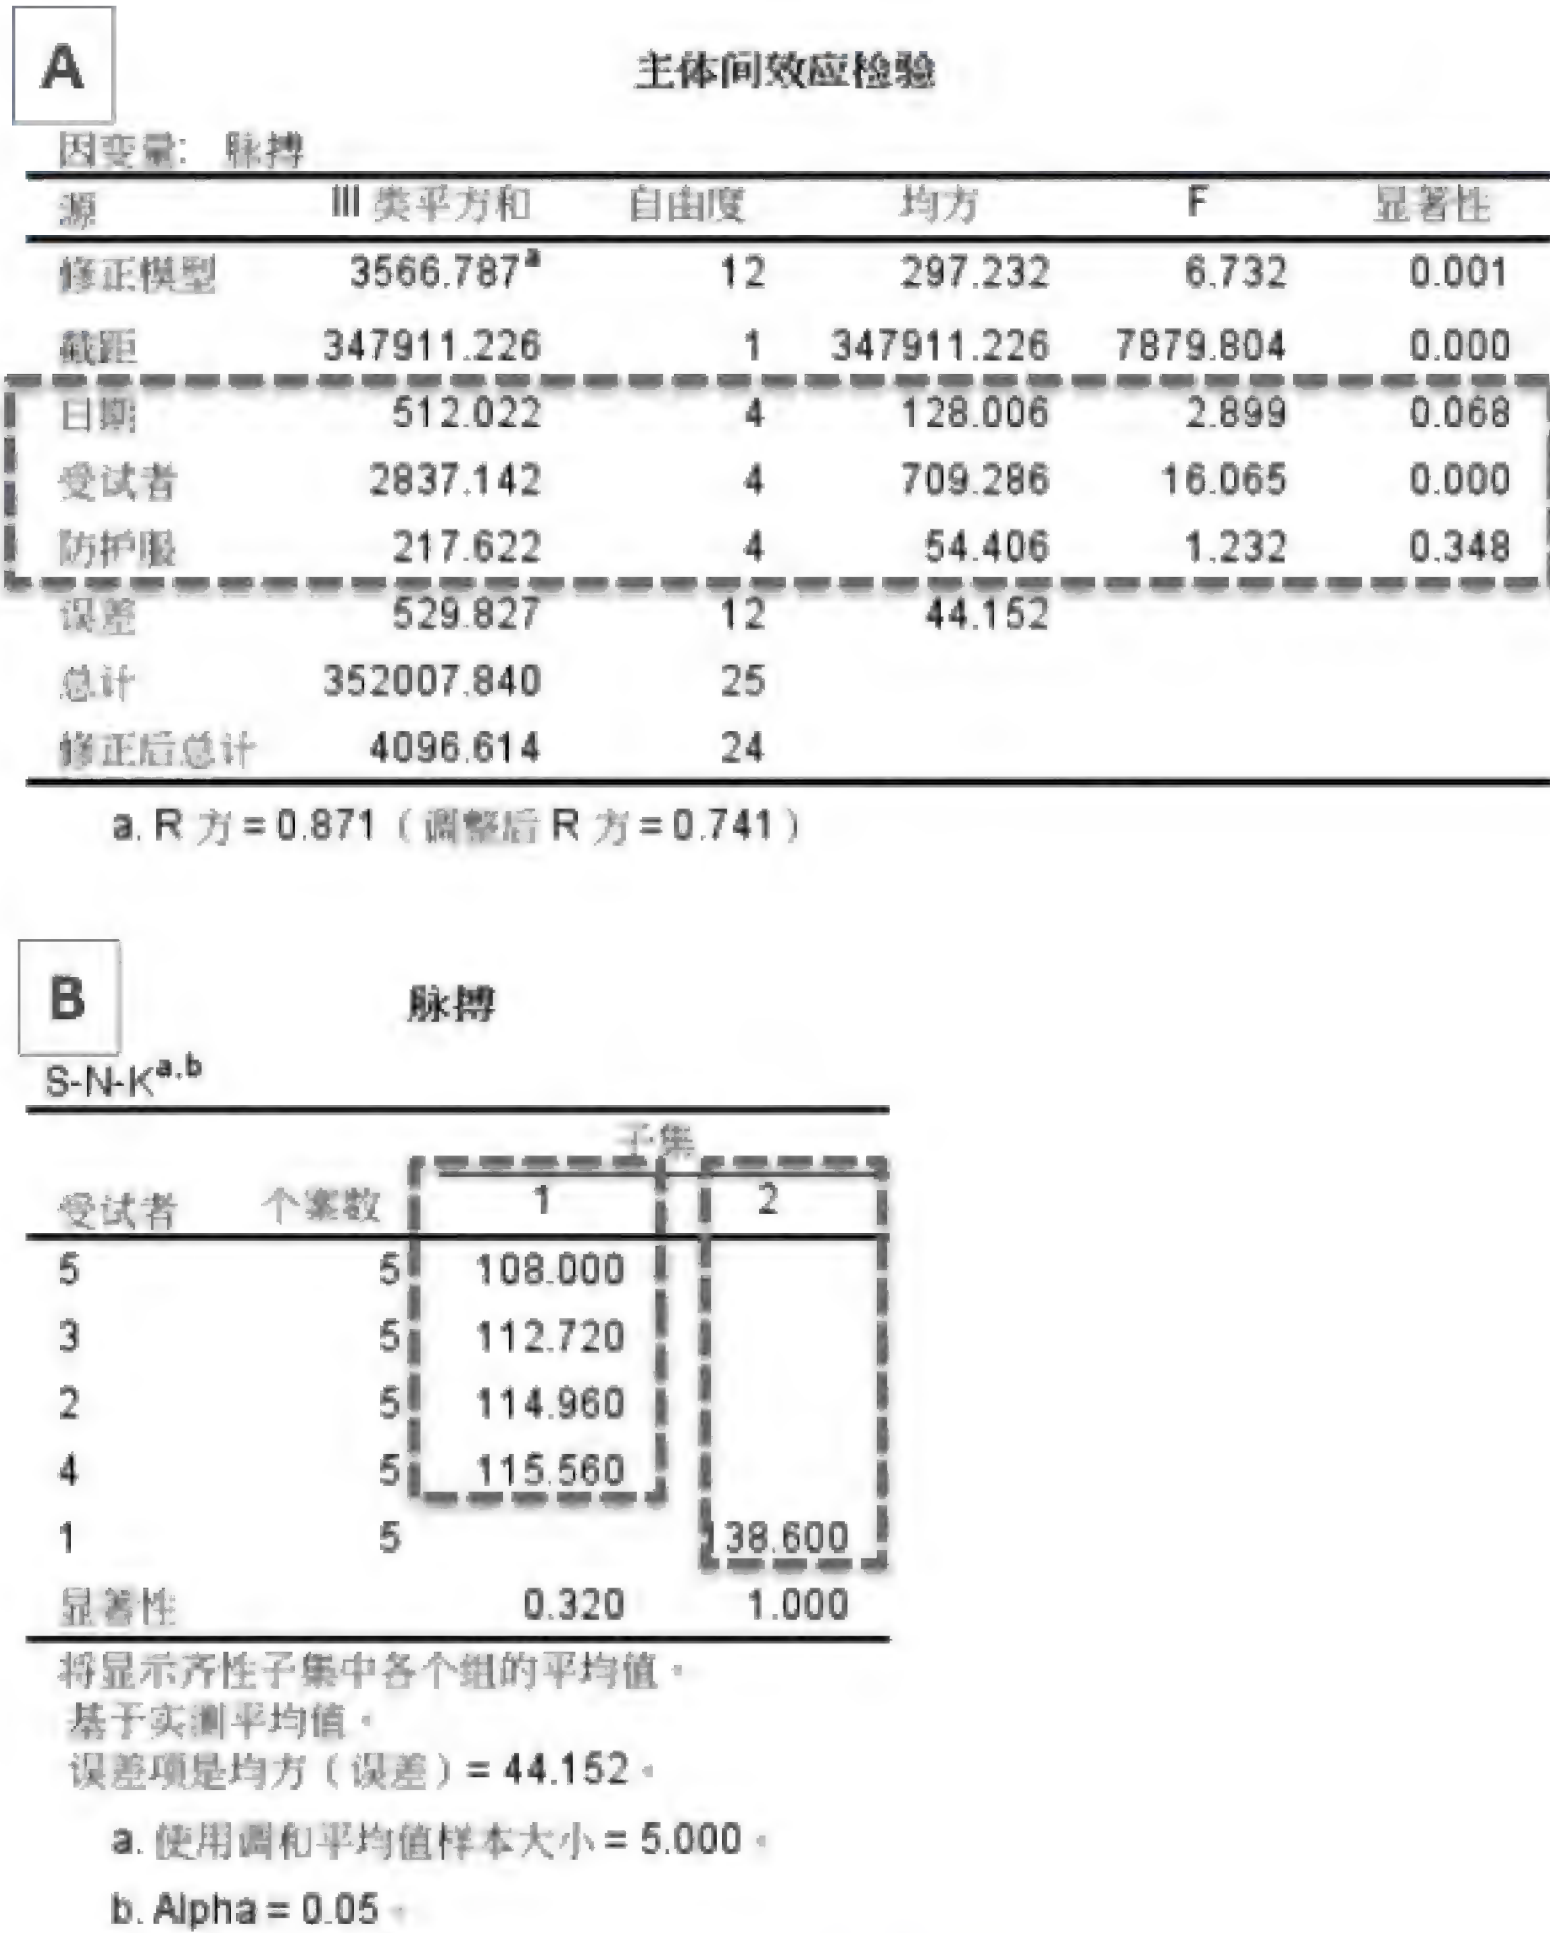 A
主体间效应检验
因变量： 脉搏
源 III 类平方和 自由度 均方 F 显著性
修正模型 3566.787a 12 297.232 6.732 0.001
截距 347911.226 1 347911.226 7879.804 0.000
日期 512.022 4 128.006 2.899 0.068
受试者 2837.142 4 709.286 16.065 0.000
防护服 217.622 4 54.406 1.232 0.348
误差 529.827 12 44.152
总计 352007.840 25
修正后总计 4096.614 24
a. R 方 = 0.871（调整后 R 方 = 0.741）
B
脉搏
S-N-Ka,b
子集
受试者 个案数 1 2
5 5 108.000
3 5 112.720
2 5 114.960
4 5 115.560
1 5 138.600
显著性 0.320 1.000
将显示齐性子集中各个组的平均值。
基于实测平均值。
误差项是均方（误差）= 44.152。
a. 使用调和平均值样本大小 = 5.000。
b. Alpha = 0.05。